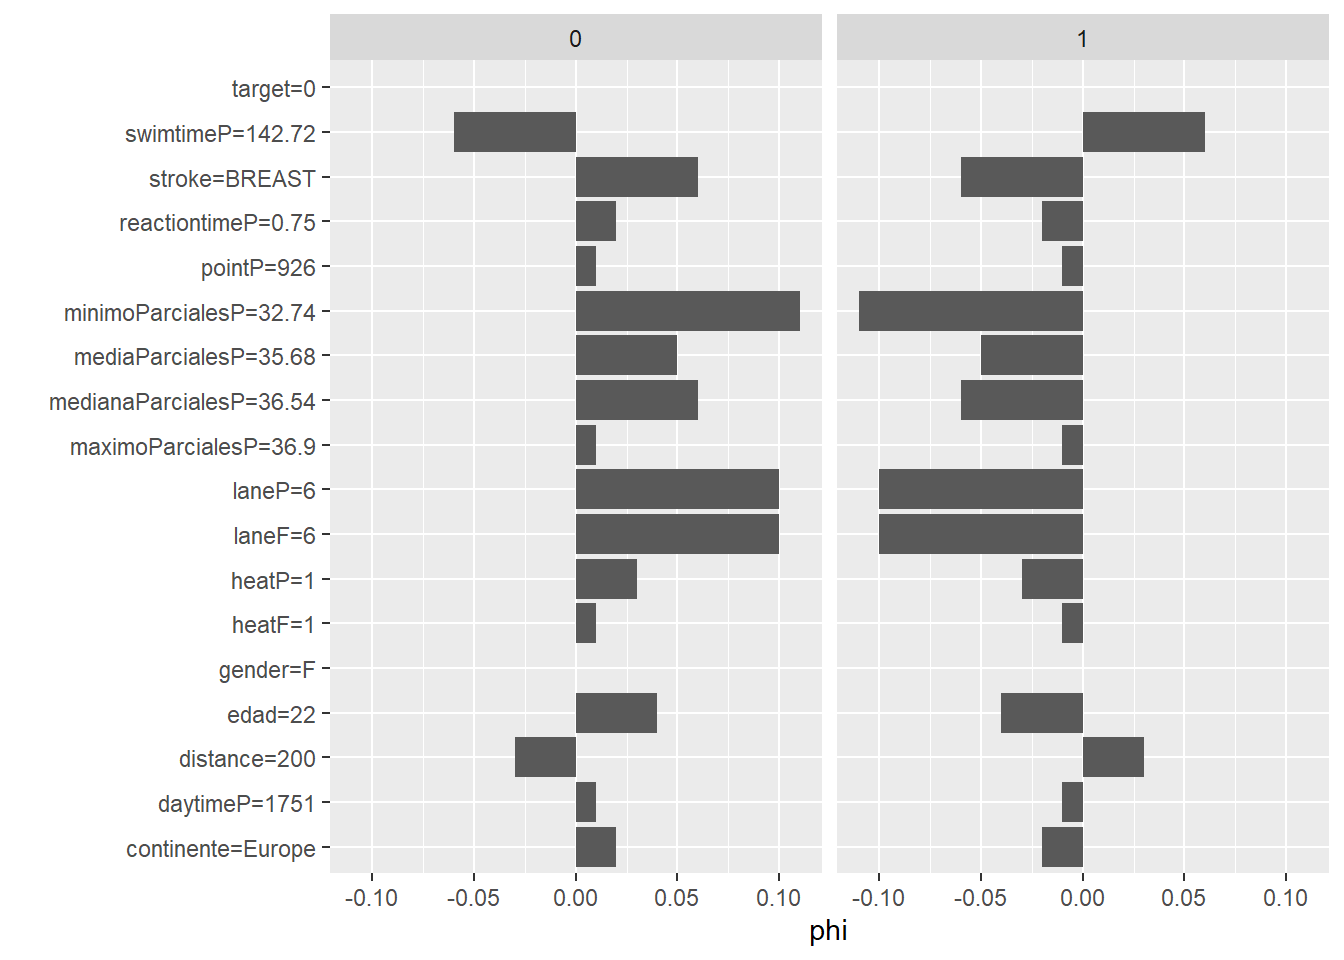 0 1
target=0
swimtimeP=142.72
stroke=BREAST
reactiontimeP=0.75
pointP=926
minimoParcialesP=32.74
mediaParcialesP=35.68
medianaParcialesP=36.54
maximoParcialesP=36.9
laneP=6
laneF=6
heatP=1
heatF=1
gender=F
edad=22
distance=200
daytimeP=1751
continente=Europe
-0.10 -0.05 0.00 0.05 0.10 -0.10 -0.05 0.00 0.05 0.10
phi